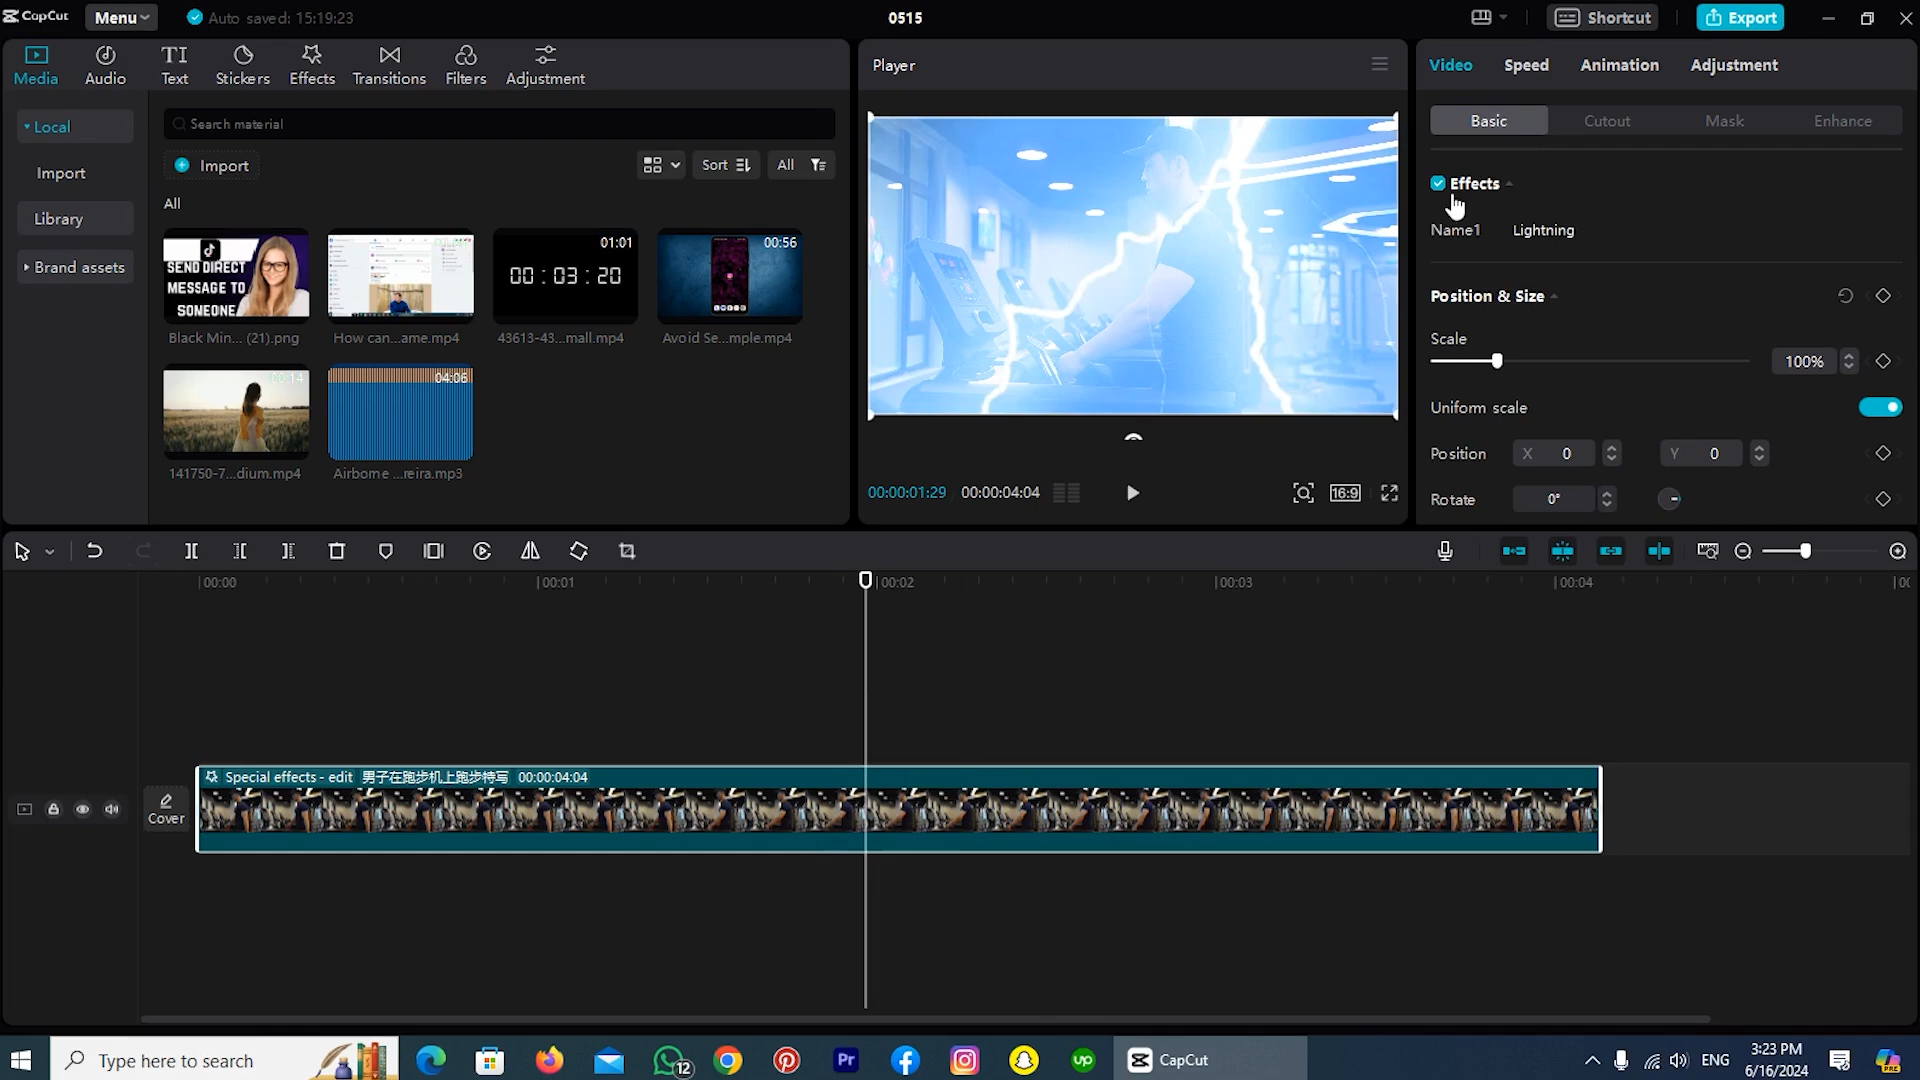 CapCut Menu Auto saved: 15:19:23 0515 Shortcut Export
Media Audio Text Stickers Effects Transitions Filters Adjustment
Local
Import
Library
Brand assets
Search material
Import Sort All
All
SEND DIRECT
MESSAGE TO
SOMEONE
Black Min... (21).png
How can...ame.mp4
01:01
00 : 03 : 20
43613-43...mall.mp4
00:56
Avoid Se...mple.mp4
00:14
141750-7...dium.mp4
04:06
Airborne ...reira.mp3
Player
00:00:01:29 00:00:04:04 16:9
Video Speed Animation Adjustment
Basic Cutout Mask Enhance
Effects
Name1 Lightning
Position & Size
Scale
100%
Uniform scale
Position X 0 Y 0
Rotate 0°
00:00 00:01 00:02 00:03 00:04
Cover
Special effects - edit 男子在跑步机上跑步特写 00:00:04:04
Type here to search 12 Pr up CapCut ENG 3:23 PM
6/16/2024 PRE